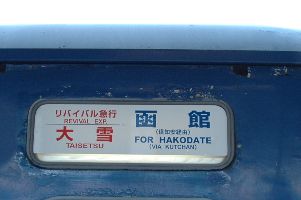 リバイバル急行
REVIVAL EXP.
大雪
TAISETSU
函館
(倶知安経由)
FOR HAKODATE
(VIA KUTCHAN)